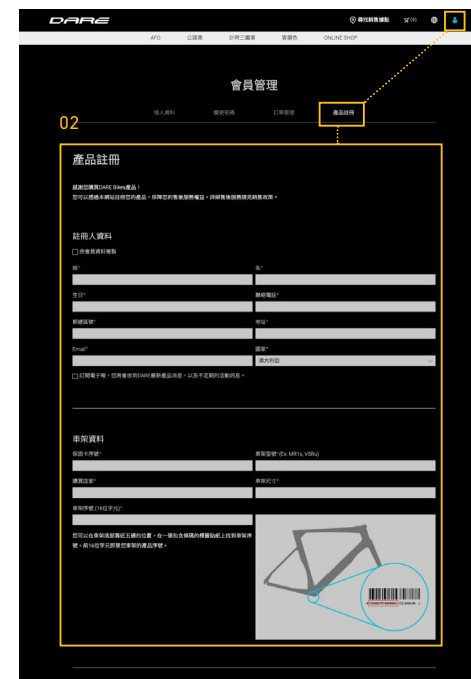 DARE
尋找銷售據點
(0)
AFO 公路車 計時三鐵車 客選色 ONLINE SHOP
會員管理
個人資料 變更密碼 訂單管理 產品註冊
02
產品註冊
感謝您購買DARE Bikes產品！
您可以透過本網站註冊您的產品，保障您的售後服務權益。詳細售後服務請見銷售政策。
註冊人資料
含會員資料複製
姓* 名*
生日* 聯絡電話*
郵遞區號* 地址*
Email* 國家*
澳大利亞
訂閱電子報，您將會收到DARE最新產品消息，以及不定期的活動訊息。
車架資料
保固卡序號* 車架型號* (Ex. MR1s, VSRu)
購買店家* 車架尺寸*
車架序號 (16位字元)*
您可以在車架底部靠近五通的位置，在一張包含條碼的標籤貼紙上找到車架序
號。前16位字元即是您車架的產品序號。